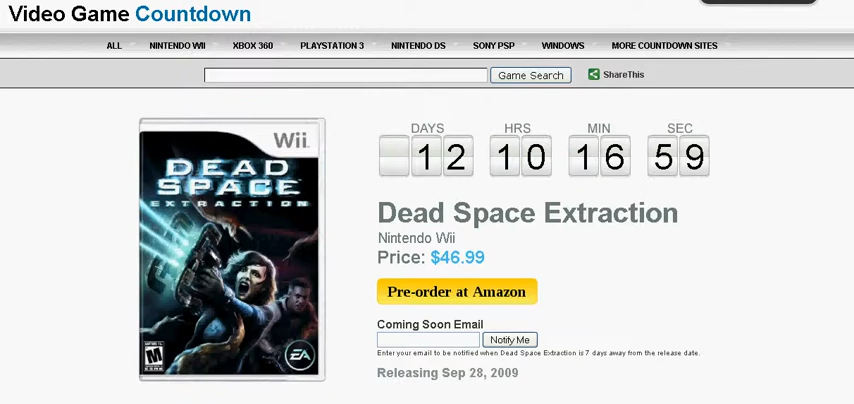 Video Game Countdown
ALL NINTENDO WII XBOX 360 PLAYSTATION 3 NINTENDO DS SONY PSP WINDOWS MORE COUNTDOWN SITES
Game Search ShareThis
Wii
DEAD
SPACE
EXTRACTION
M
EA
DAYS HRS MIN SEC
12 10 16 59
Dead Space Extraction
Nintendo Wii
Price: $46.99
Pre-order at Amazon
Coming Soon Email
Notify Me
Enter your email to be notified when Dead Space Extraction is 7 days away from the release date.
Releasing Sep 28, 2009